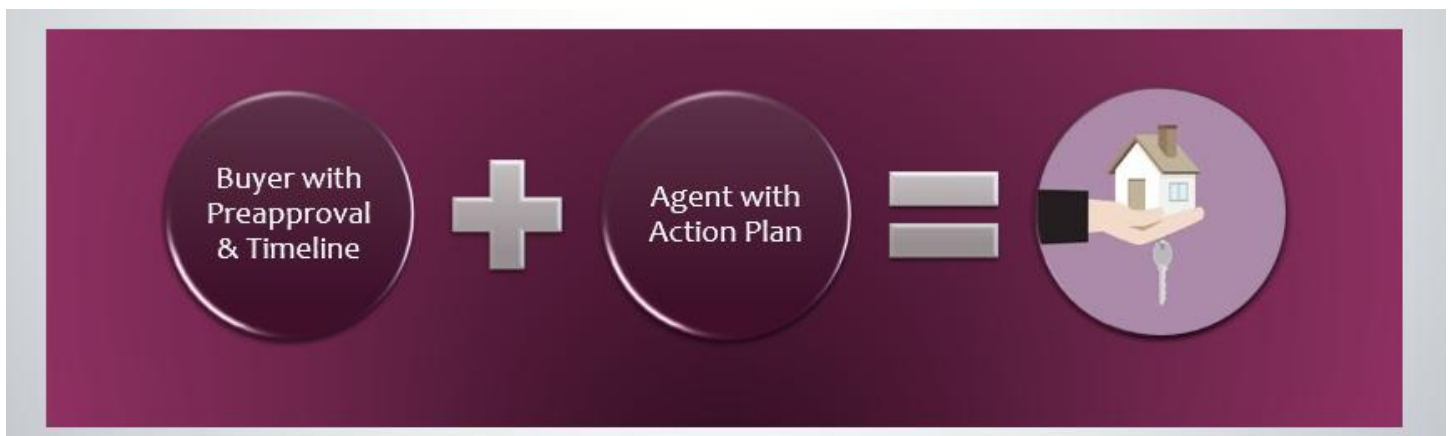 Buyer with
Preapproval
& Timeline
Agent with
Action Plan